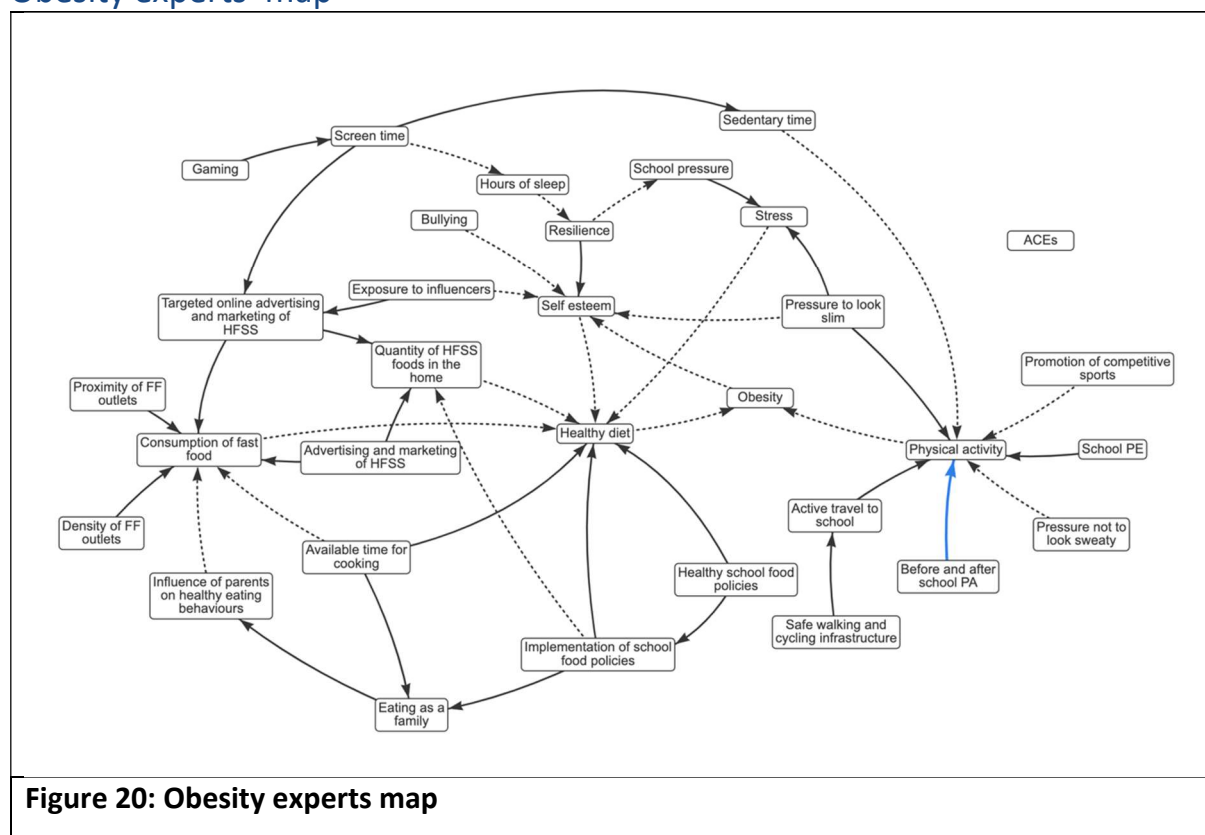 Obesity experts' map
Sedentary time
Screen time
Gaming
School pressure
Hours of sleep
Bullying
Stress
Resilience
ACEs
Exposure to influencers
Targeted online advertising
and marketing of
HFSS
Self esteem
Pressure to look
slim
Quantity of HFSS
foods in the
home
Promotion of competitive
sports
Proximity of FF
outlets
Obesity
Healthy diet
Consumption of fast
food
Advertising and marketing
of HFSS
Physical activity
School PE
Active travel to
school
Density of FF
outlets
Pressure not to
look sweaty
Available time for
cooking
Influence of parents
on healthy eating
behaviours
Healthy school food
policies
Before and after
school PA
Safe walking and
cycling infrastructure
Implementation of school
food policies
Eating as a
family
Figure 20: Obesity experts map